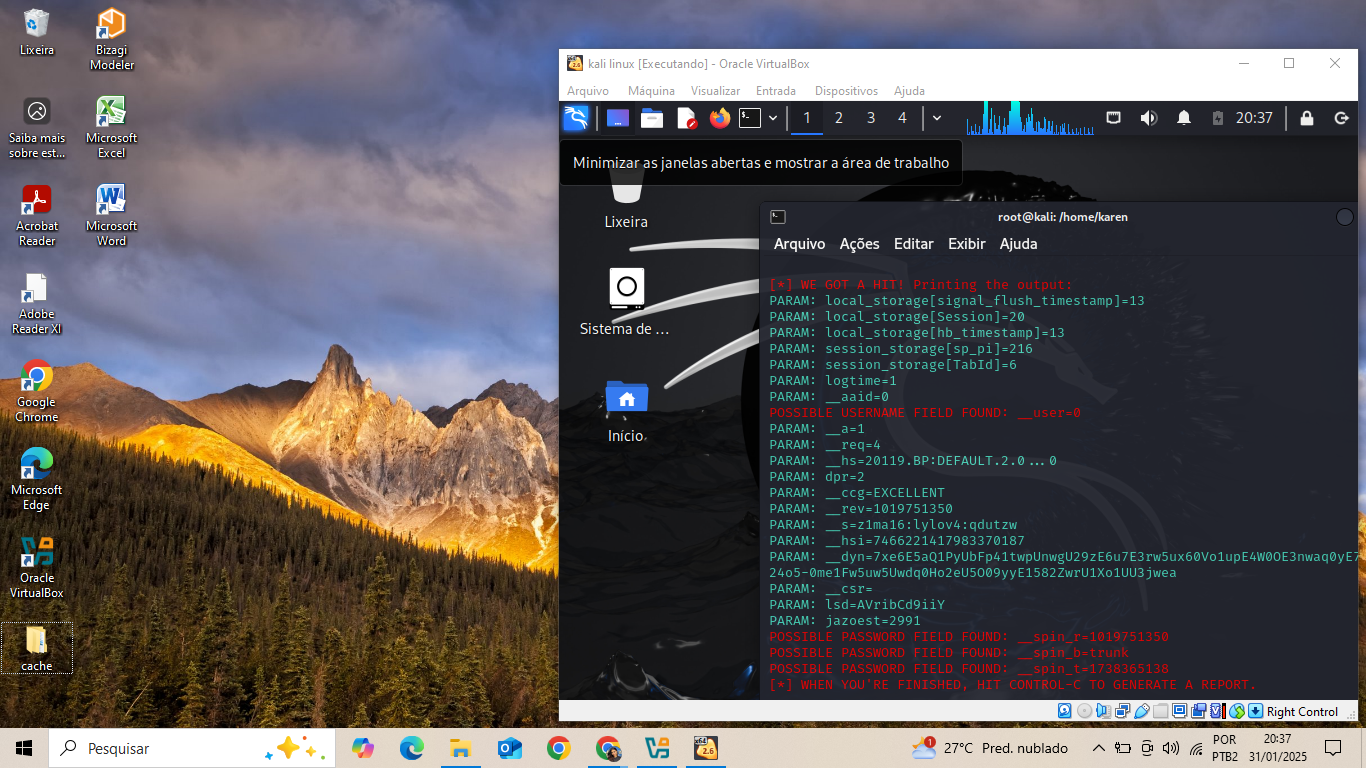 Lixeira
Bizagi
Modeler
Saiba mais
sobre est...
Microsoft
Excel
Acrobat
Reader
Microsoft
Word
Adobe
Reader XI
Google
Chrome
Microsoft
Edge
Oracle
VirtualBox
cache
kali linux [Executando] - Oracle VirtualBox
Arquivo Máquina Visualizar Entrada Dispositivos Ajuda
1 2 3 4 20:37
Minimizar as janelas abertas e mostrar a área de trabalho
Lixeira
Sistema de ...
Início
root@kali: /home/karen
Arquivo Ações Editar Exibir Ajuda
[*] WE GOT A HIT! Printing the output:
PARAM: local_storage[signal_flush_timestamp]=13
PARAM: local_storage[Session]=20
PARAM: local_storage[hb_timestamp]=13
PARAM: session_storage[sp_pi]=216
PARAM: session_storage[TabId]=6
PARAM: logtime=1
PARAM: __aaid=0
POSSIBLE USERNAME FIELD FOUND: __user=0
PARAM: __a=1
PARAM: __req=4
PARAM: __hs=20119.BP:DEFAULT.2.0...0
PARAM: dpr=2
PARAM: __ccg=EXCELLENT
PARAM: __rev=1019751350
PARAM: __s=z1ma16:lylov4:qdutzw
PARAM: __hsi=7466221417983370187
PARAM: __dyn=7xe6E5aQ1PyUbFp41twpUnwgU29zE6u7E3rw5ux60Vo1upE4W0OE3nwaq0yE7
24o5-0me1Fw5uw5Uwdq0Ho2eU5O09yyE1582ZwrU1Xo1UU3jwea
PARAM: __csr=
PARAM: lsd=AVribCd9iiY
PARAM: jazoest=2991
POSSIBLE PASSWORD FIELD FOUND: __spin_r=1019751350
POSSIBLE PASSWORD FIELD FOUND: __spin_b=trunk
POSSIBLE PASSWORD FIELD FOUND: __spin_t=1738365138
[*] WHEN YOU'RE FINISHED, HIT CONTROL-C TO GENERATE A REPORT.
Right Control
Pesquisar
x64
2.6
1
27°C Pred. nublado
POR
PTB2
20:37
31/01/2025